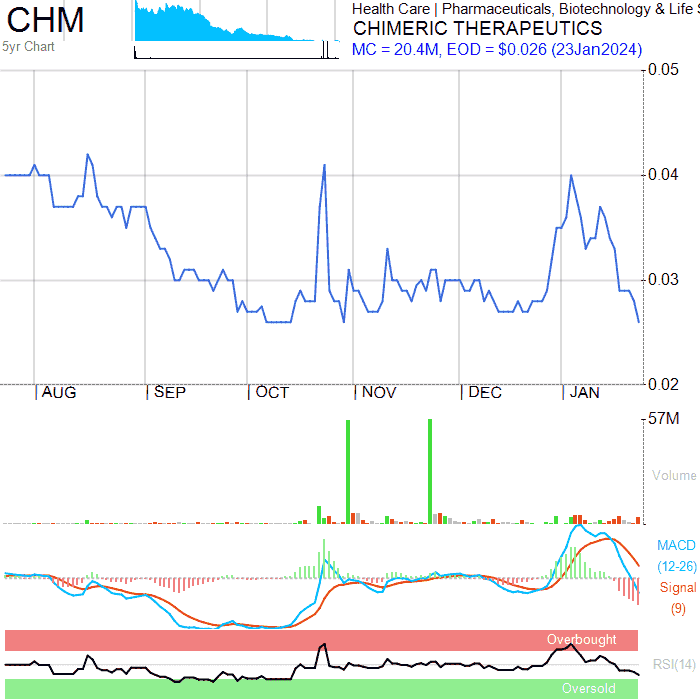 CHM
5yr Chart
Health Care | Pharmaceuticals, Biotechnology & Life
CHIMERIC THERAPEUTICS
MC = 20.4M, EOD = $0.026 (23Jan2024)
0.05
0.04
0.03
0.02
| AUG | SEP | OCT | NOV | DEC | JAN
57M
Volume
MACD
(12-26)
Signal
(9)
Overbought
RSI(14)
Oversold